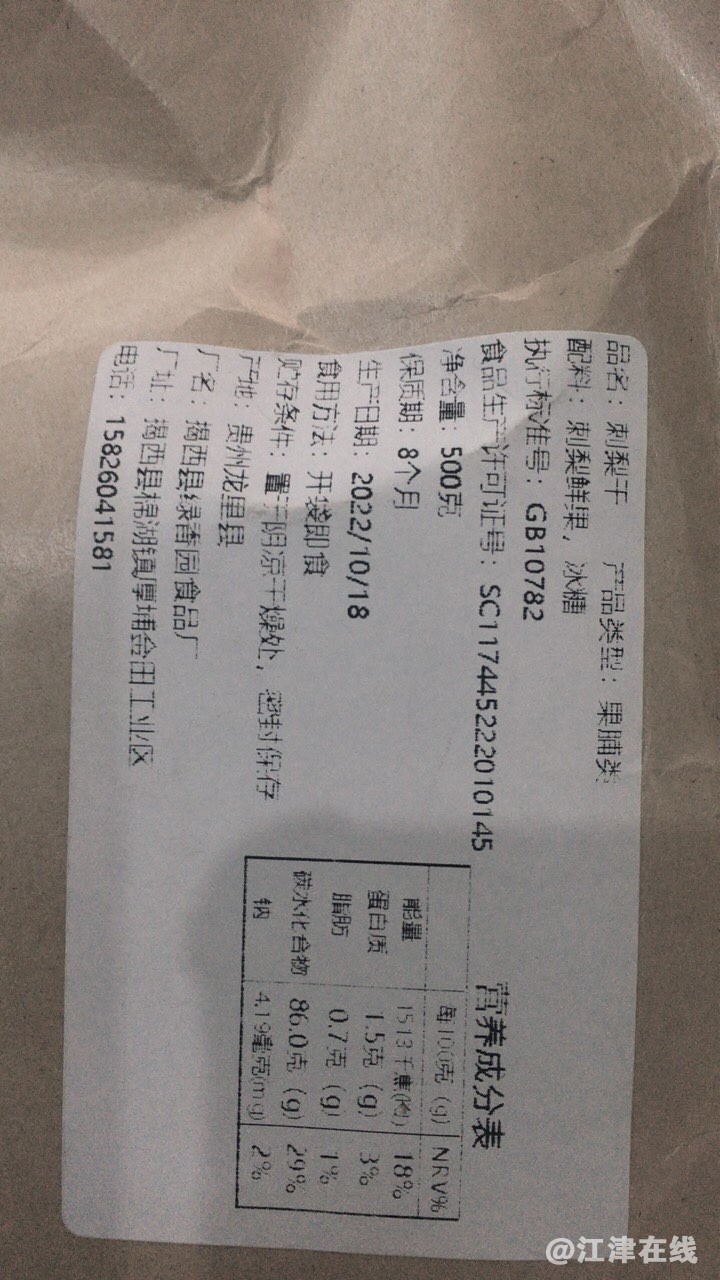 品名：刺梨干 产品类型：果脯类
配料：刺梨鲜果，冰糖
执行标准号：GB10782
食品生产许可证号：SC11744522010145
净含量：500克
保质期：8个月
生产日期：2022/10/18
食用方法：开袋即食
贮存条件：置于阴凉干燥处，密封保存
产地：贵州龙里县
厂名：揭西县绿香园食品厂
厂址：揭西县棉湖镇厚埔金田工业区
电话：15826041581
营养成分表
每100克（g） NRV%
能量 1513千焦(kJ) 18%
蛋白质 1.5克（g） 3%
脂肪 0.7克（g） 1%
碳水化合物 86.0克（g） 29%
钠 4.19毫克(mg) 2%
@江津在线